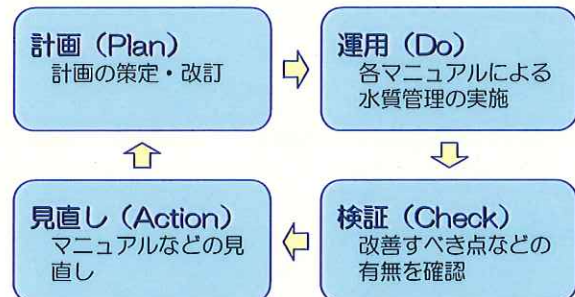 計画（Plan）
計画の策定・改訂
運用（Do）
各マニュアルによる
水質管理の実施
検証（Check）
改善すべき点などの
有無を確認
見直し（Action）
マニュアルなどの見
直し